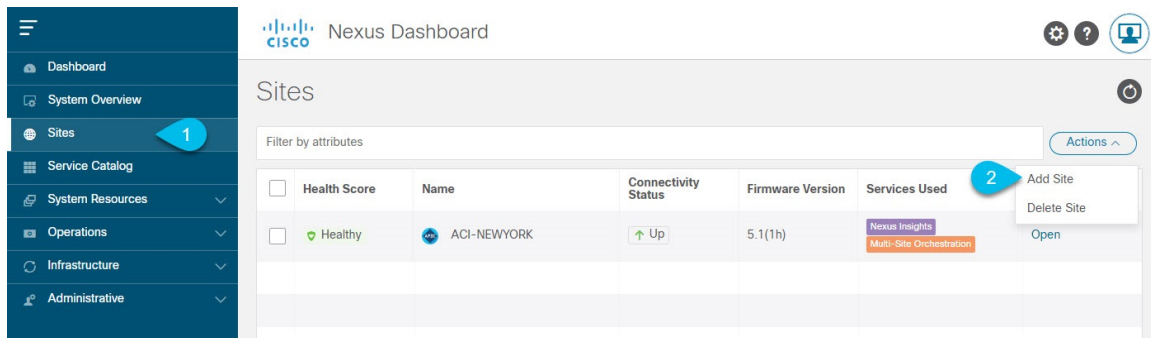 CISCO Nexus Dashboard
?
Dashboard
System Overview
Sites
1
Service Catalog
System Resources
Operations
Infrastructure
Administrative
Sites
Filter by attributes
Actions
2
Add Site
Delete Site
Health Score Name Connectivity Status Firmware Version Services Used
Healthy APIC ACI-NEWYORK Up 5.1(1h) Nexus Insights Open
Multi-Site Orchestration